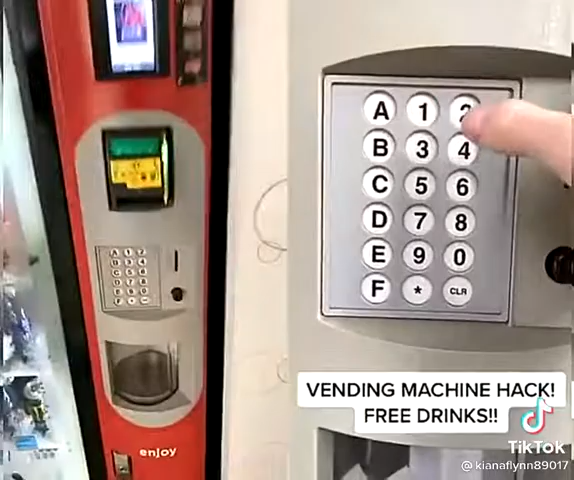 A 1 2
B 3 4
C 5 6
D 7 8
E 9 0
F * CLR
VENDING MACHINE HACK!
FREE DRINKS!!
enjoy
TikTok
@kianaflynn89017